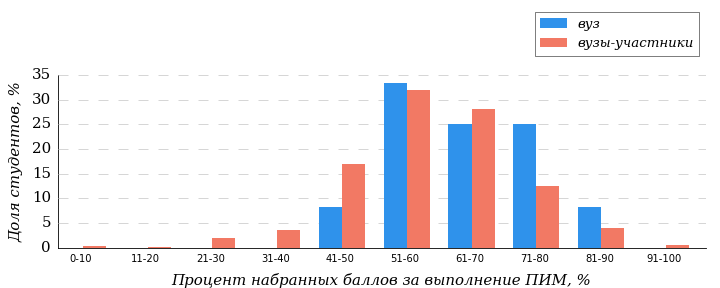 вуз
вузы-участники
Доля студентов, %
35
30
25
20
15
10
5
0
0-10 11-20 21-30 31-40 41-50 51-60 61-70 71-80 81-90 91-100
Процент набранных баллов за выполнение ПИМ, %